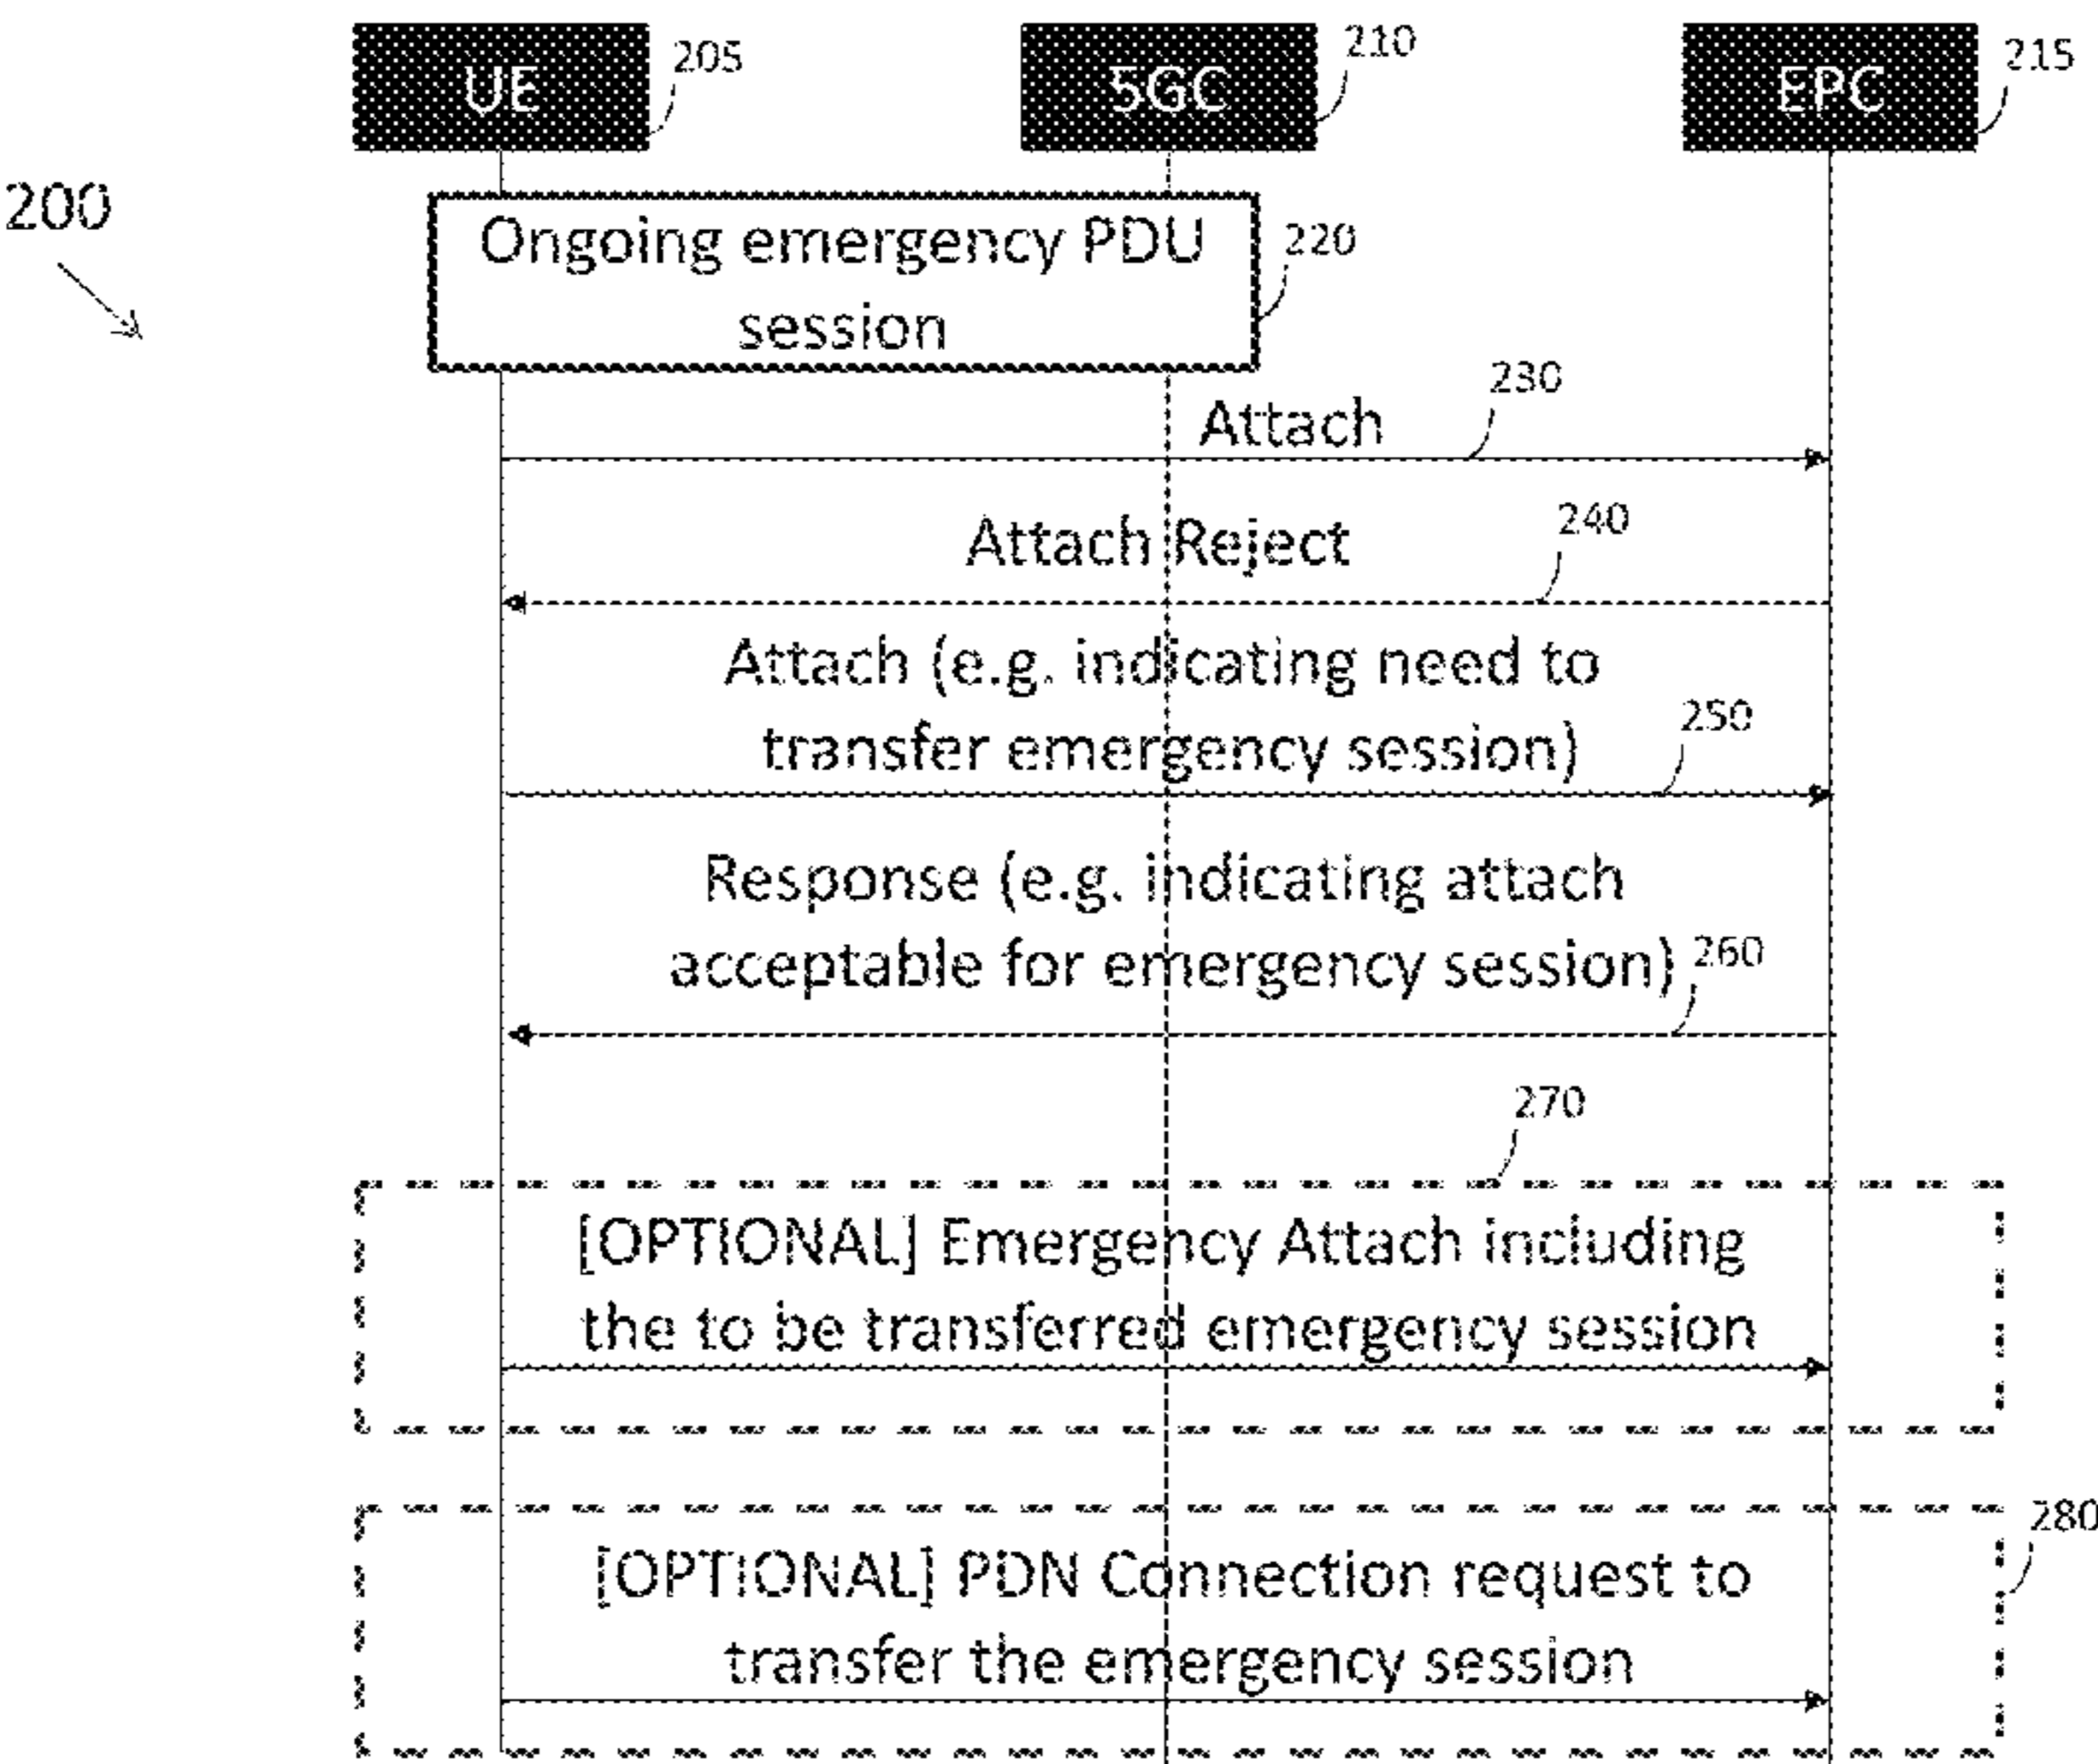 UE
205
5GC
210
EPC
215
200
Ongoing emergency PDU
session
220
Attach
230
Attach Reject
240
Attach (e.g. indicating need to
transfer emergency session)
250
Response (e.g. indicating attach
acceptable for emergency session)
260
270
[OPTIONAL] Emergency Attach including
the to be transferred emergency session
[OPTIONAL] PDN Connection request to
transfer the emergency session
280